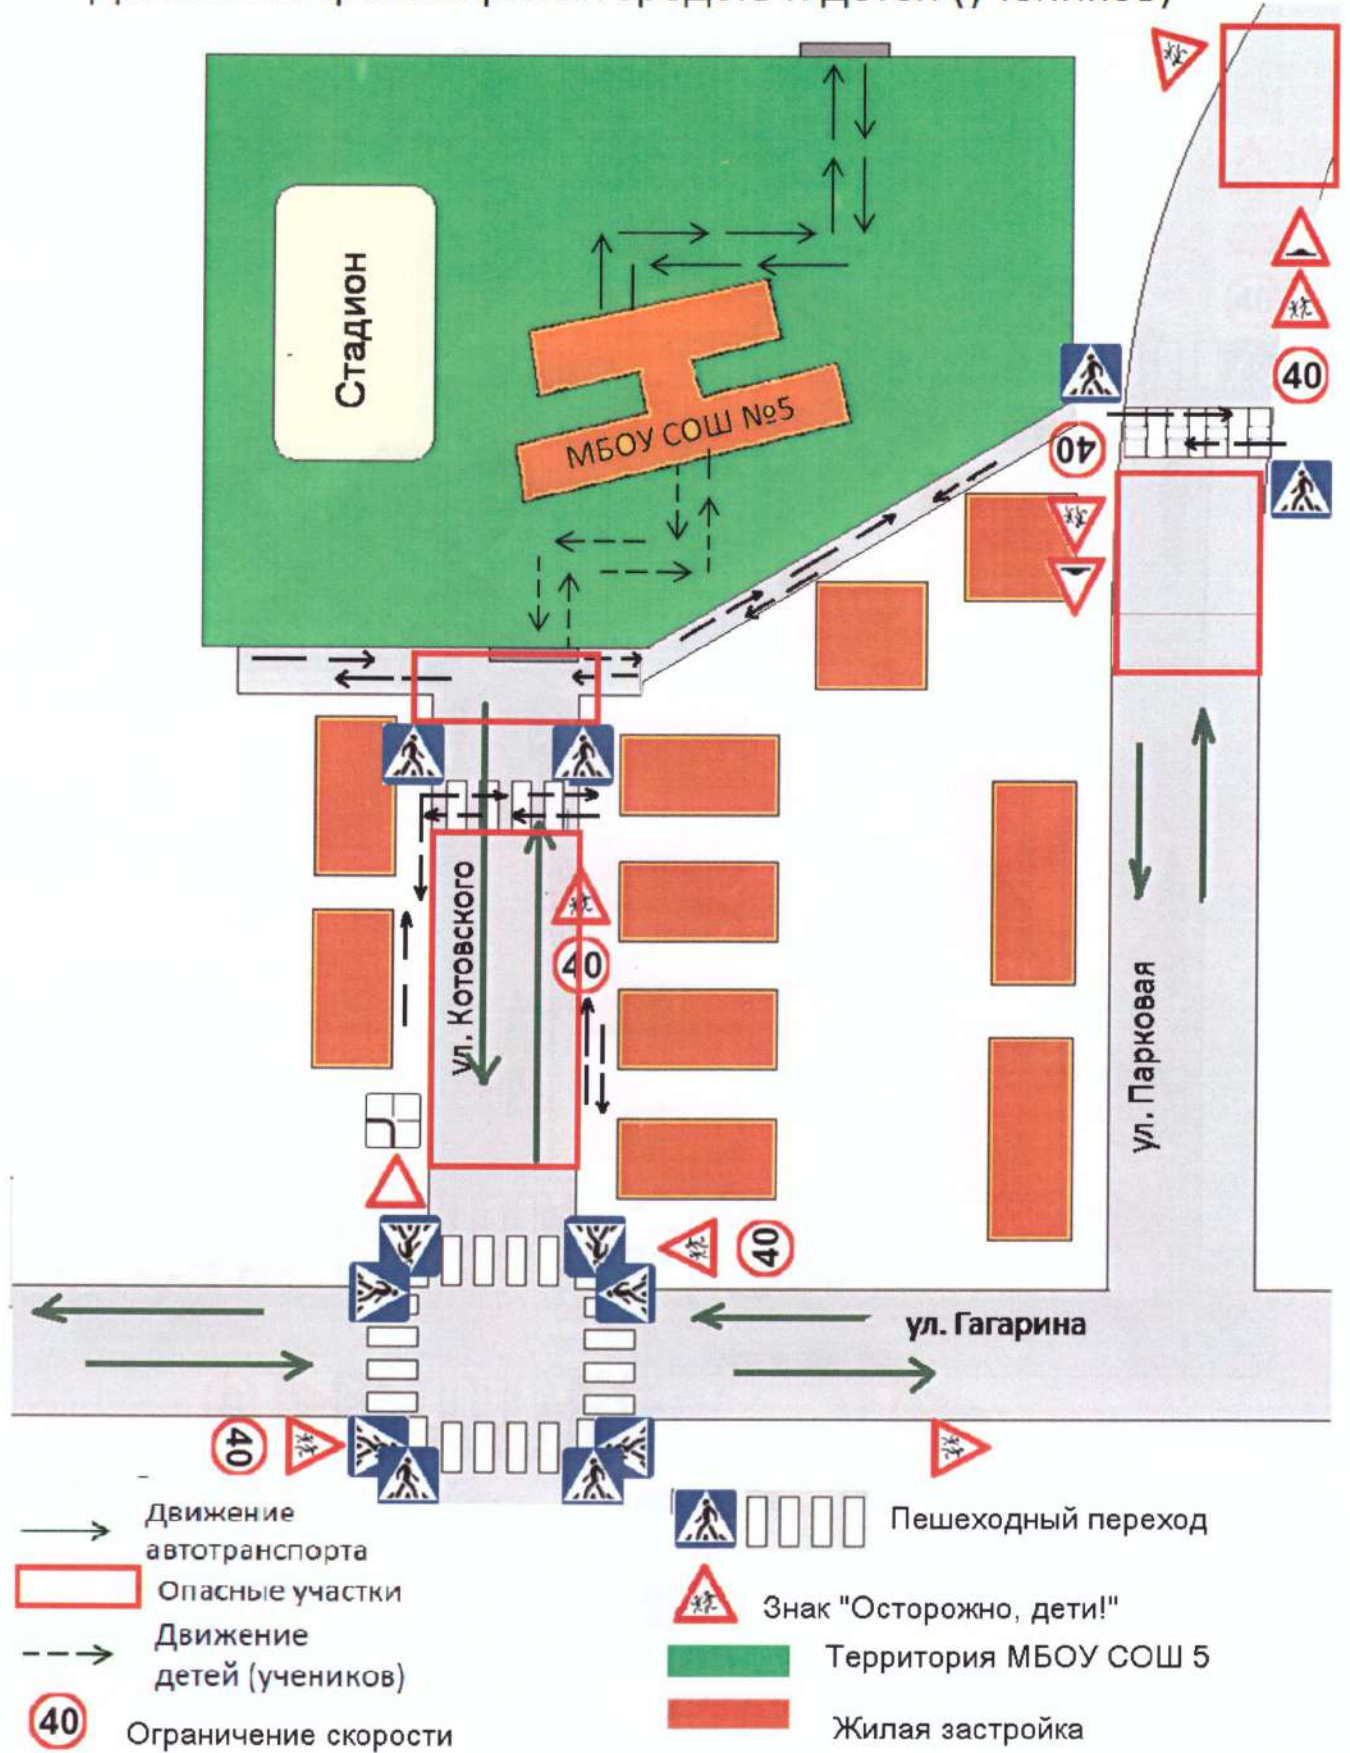 Стадион
МБОУ СОШ №5
40
40
ул. Котовского
40
ул. Парковая
40
ул. Гагарина
40
Движение
автотранспорта
Опасные участки
Движение
детей (учеников)
40
Ограничение скорости
Пешеходный переход
Знак "Осторожно, дети!"
Территория МБОУ СОШ 5
Жилая застройка